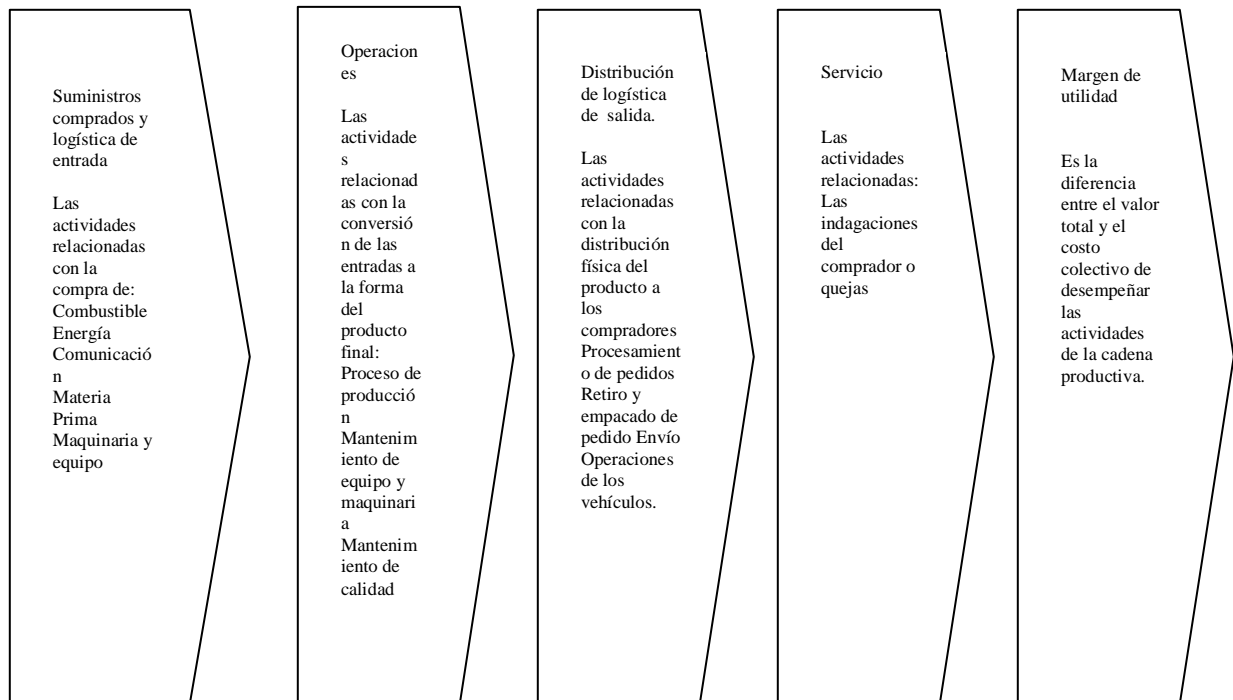 Suministros
comprados y
logística de
entrada
Las
actividades
relacionadas
con la
compra de:
Combustible
Energía
Comunicació
n
Materia
Prima
Maquinaria y
equipo
Operacion
es
Las
actividade
s
relacionad
as con la
conversió
n de las
entradas a
la forma
del
producto
final:
Proceso de
producció
n
Mantenim
iento de
equipo y
maquinari
a
Mantenim
iento de
calidad
Distribución
de logística
de salida.
Las
actividades
relacionadas
con la
distribución
física del
producto a
los
compradores
Procesamient
o de pedidos
Retiro y
empacado de
pedido Envío
Operaciones
de los
vehículos.
Servicio
Las
actividades
relacionadas:
Las
indagaciones
del
comprador o
quejas
Margen de
utilidad
Es la
diferencia
entre el valor
total y el
costo
colectivo de
desempeñar
las
actividades
de la cadena
productiva.